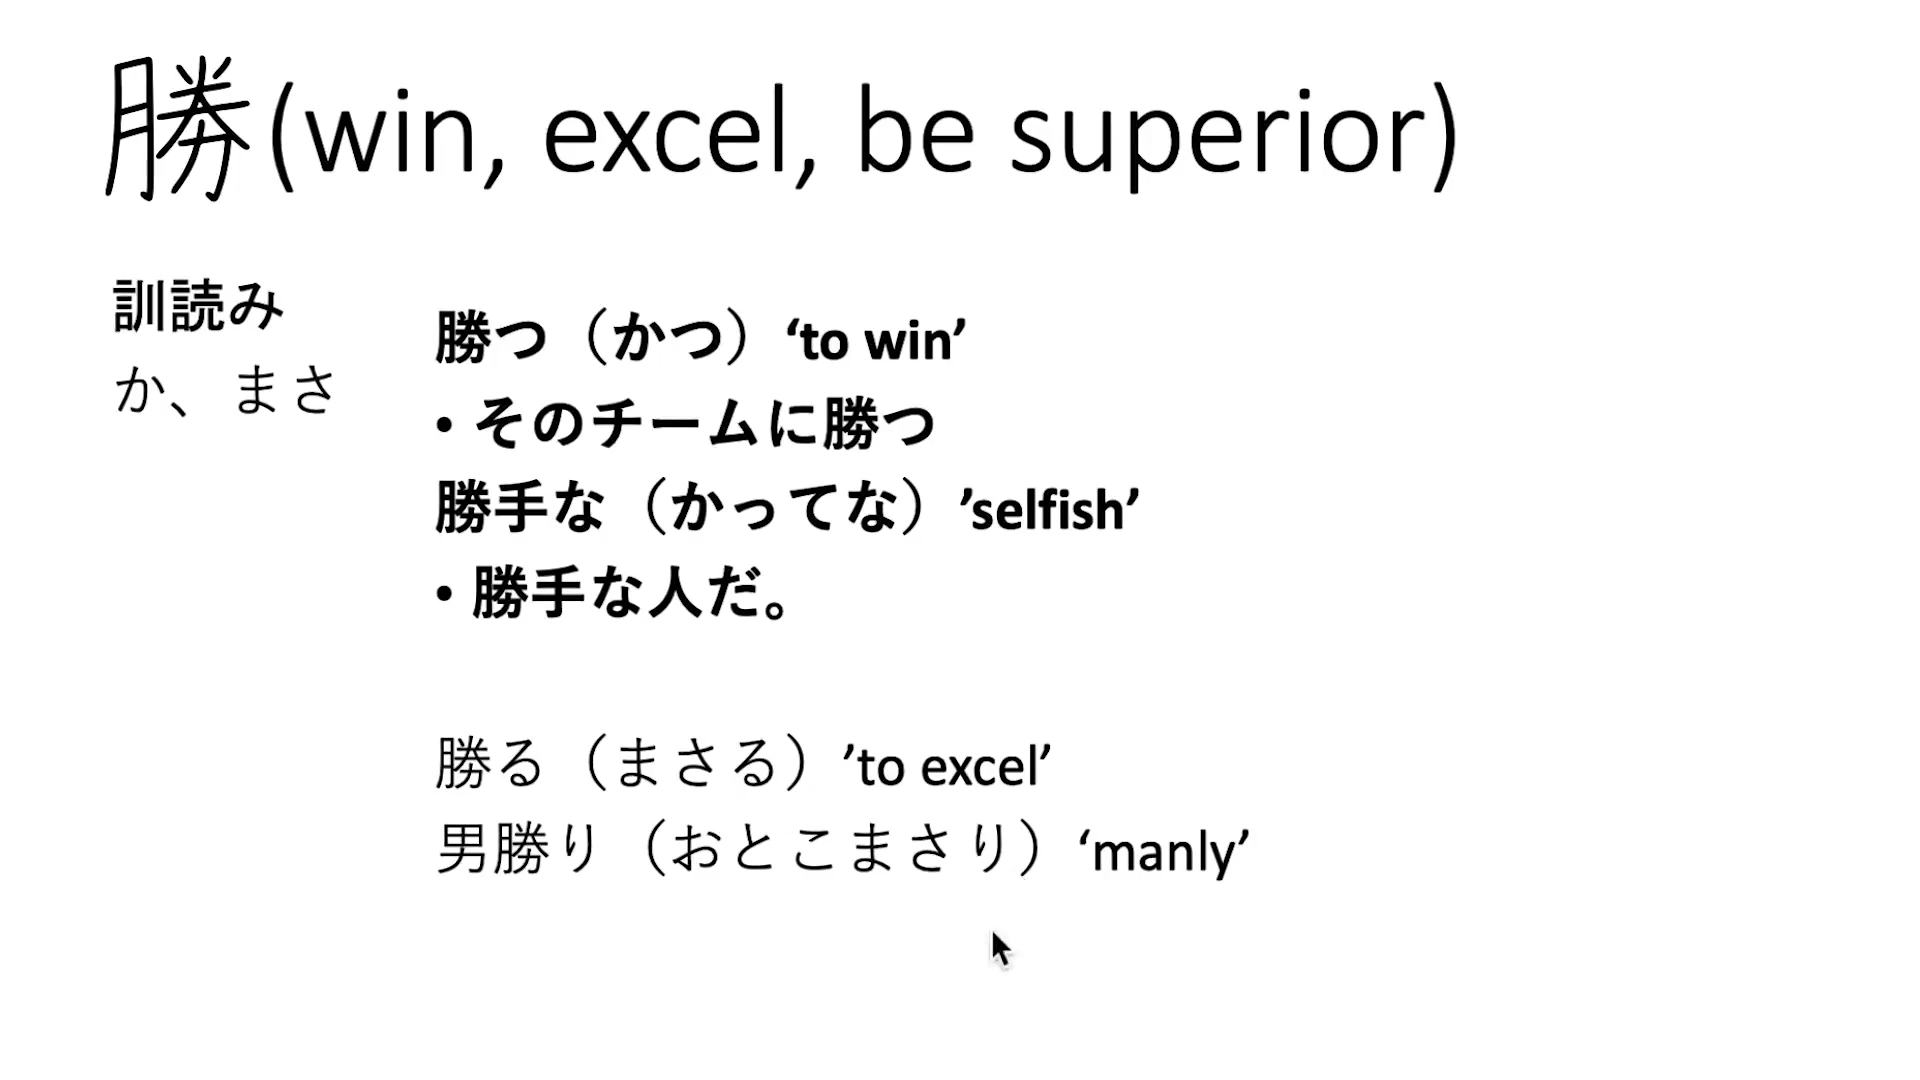 勝(win, excel, be superior)
訓読み
か、まさ
勝つ（かつ）‘to win’
• そのチームに勝つ
勝手な（かってな）’selfish’
• 勝手な人だ。
勝る（まさる）’to excel’
男勝り（おとこまさり）‘manly’